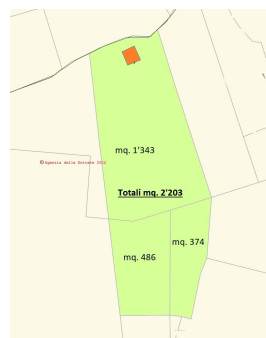 mq. 1'343
© Agenzia delle Entrate 2022
Totali mq. 2'203
mq. 374
mq. 486